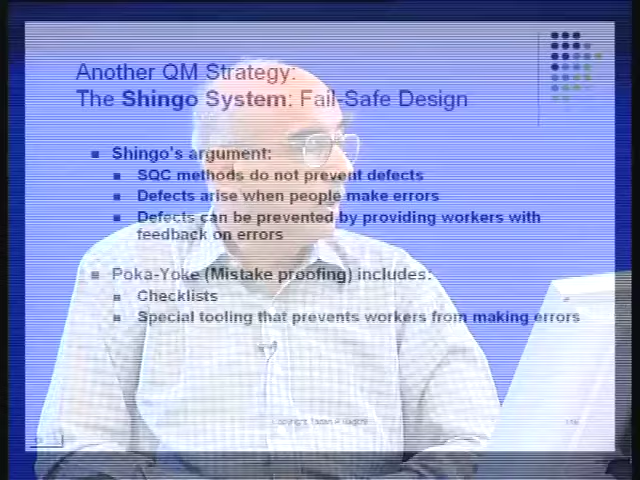 Another QM Strategy:
The Shingo System: Fail-Safe Design
Shingo's argument:
SQC methods do not prevent defects
Defects arise when people make errors
Defects can be prevented by providing workers with
feedback on errors
Poka-Yoke (Mistake proofing) includes:
Checklists
Special tooling that prevents workers from making errors